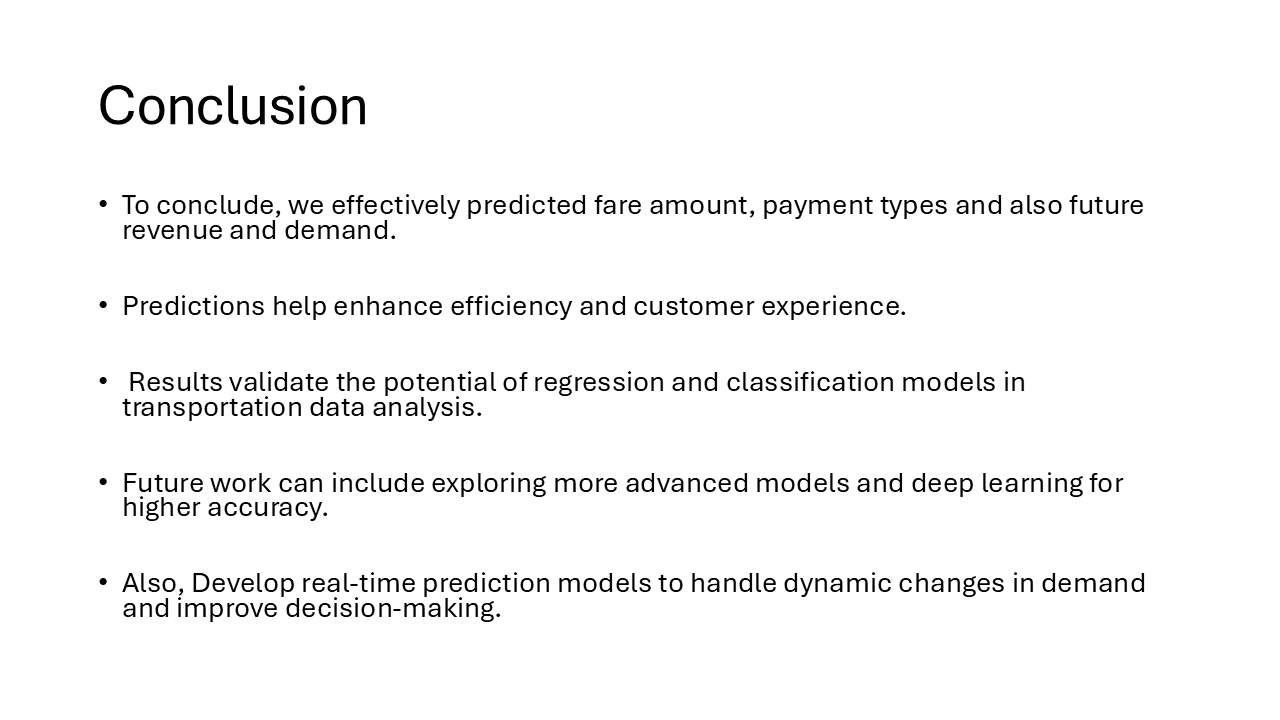 Conclusion
• To conclude, we effectively predicted fare amount, payment types and also future
revenue and demand.
• Predictions help enhance efficiency and customer experience.
• Results validate the potential of regression and classification models in
transportation data analysis.
• Future work can include exploring more advanced models and deep learning for
higher accuracy.
• Also, Develop real-time prediction models to handle dynamic changes in demand
and improve decision-making.